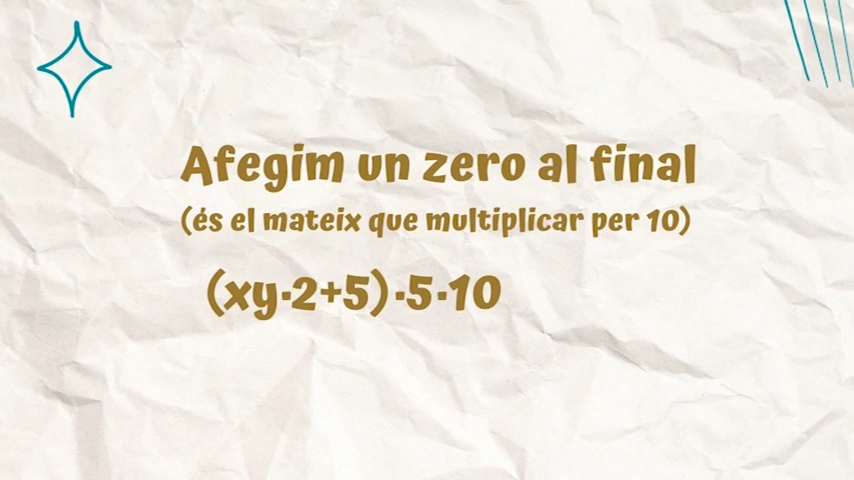 Afegim un zero al final
(és el mateix que multiplicar per 10)
(xy·2+5)·5·10